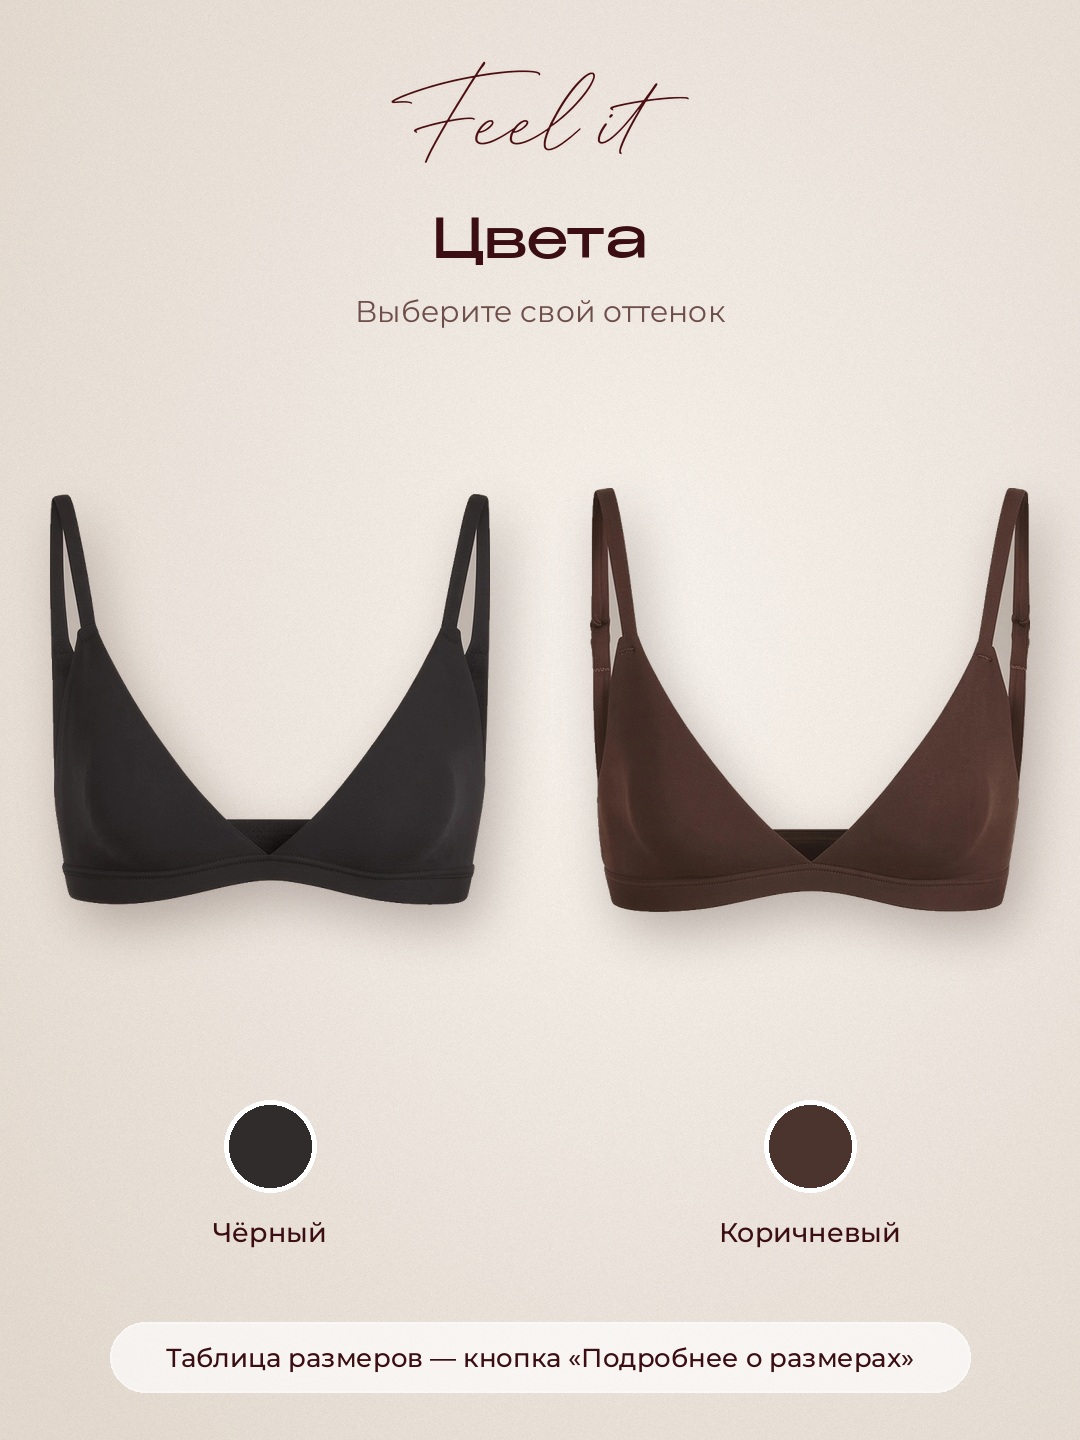 Feel it
Цвета
Выберите свой оттенок
Чёрный
Коричневый
Таблица размеров — кнопка «Подробнее о размерах»